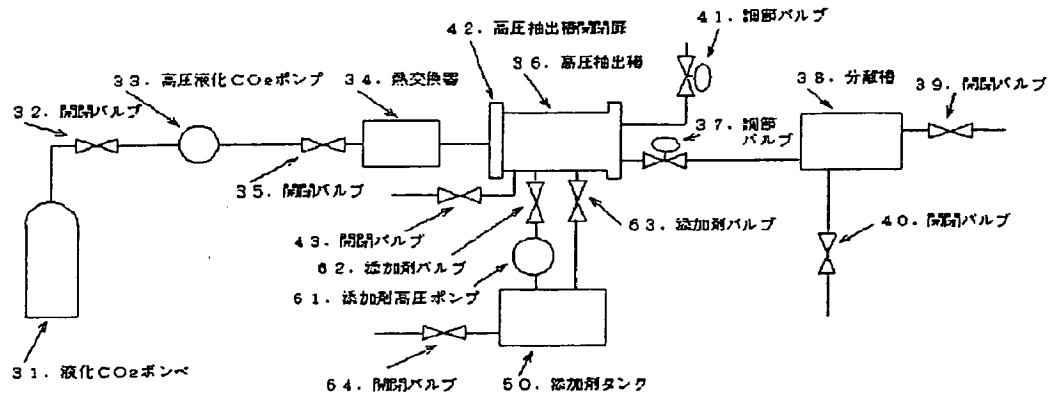 ４１．調節バルブ
４２．高圧抽出槽開閉扉
３６．高圧抽出槽
３３．高圧液化ＣＯ２ポンプ
３４．熱交換器
３８．分離槽
３９．開閉バルブ
３２．開閉バルブ
３７．調節
バルブ
３５．開閉バルブ
４３．開閉バルブ
６３．添加剤バルブ
４０．開閉バルブ
６２．添加剤バルブ
６１．添加剤高圧ポンプ
３１．液化ＣＯ２ボンベ
６４．開閉バルブ
５０．添加剤タンク